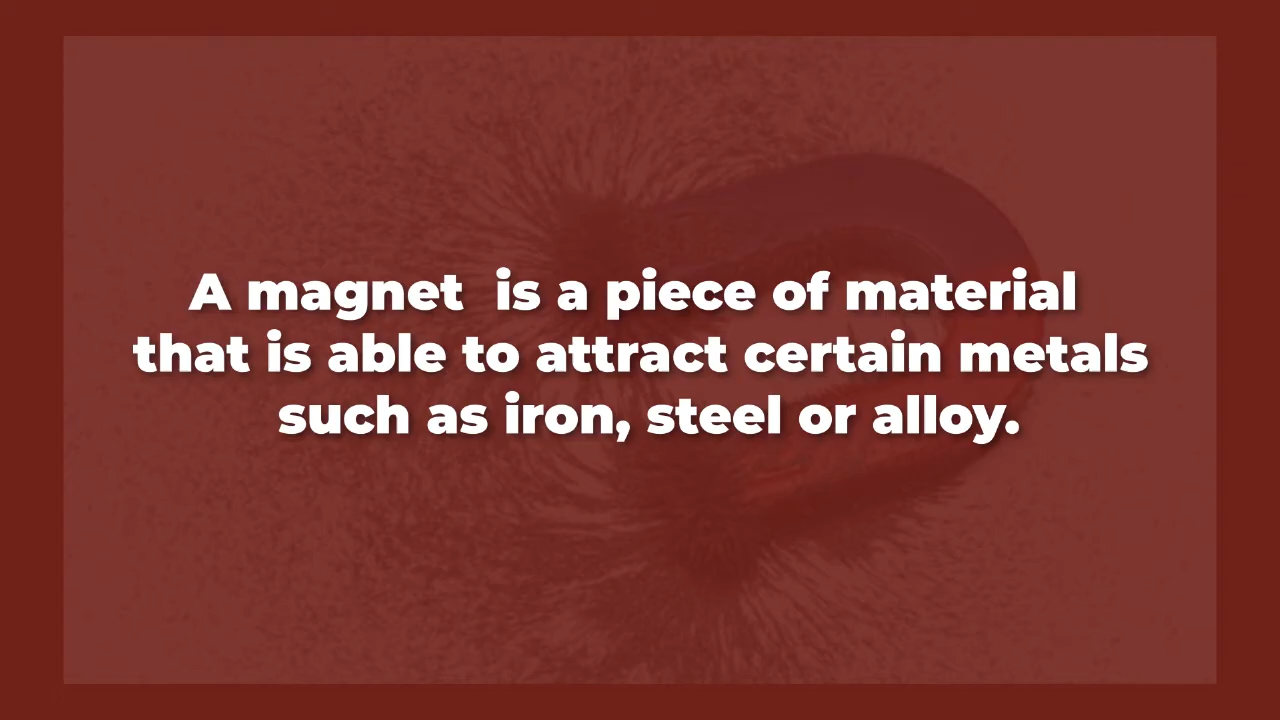 A magnet  is a piece of material
that is able to attract certain metals
such as iron, steel or alloy.